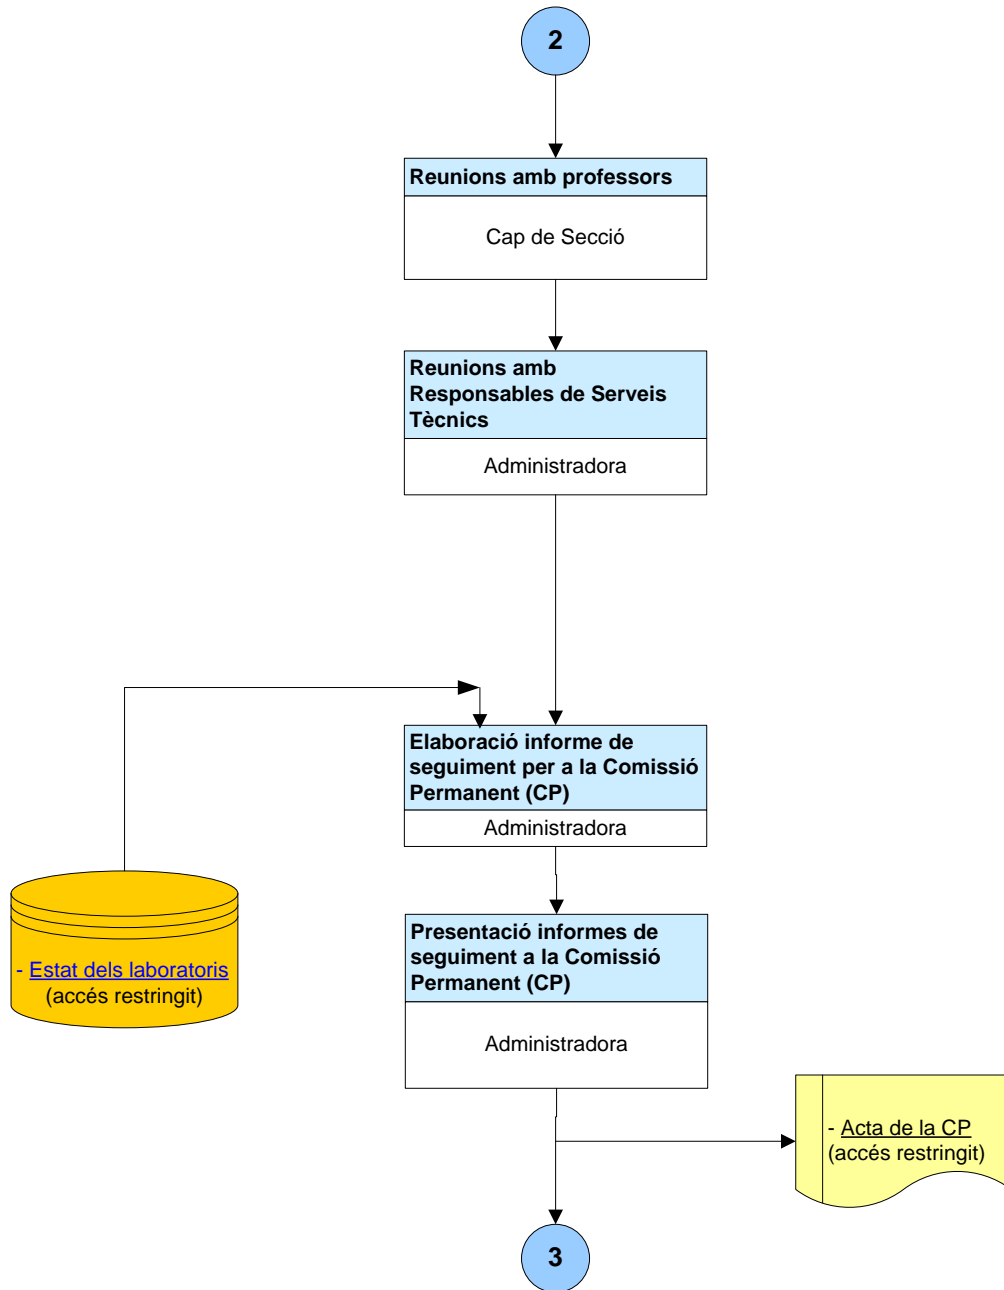 2
Reunions amb professors
Cap de Secció
Reunions amb
Responsables de Serveis
Tècnics
Administradora
Elaboració informe de
seguiment per a la Comissió
Permanent (CP)
Administradora
- Estat dels laboratoris
(accés restringit)
Presentació informes de
seguiment a la Comissió
Permanent (CP)
Administradora
- Acta de la CP
(accés restringit)
3